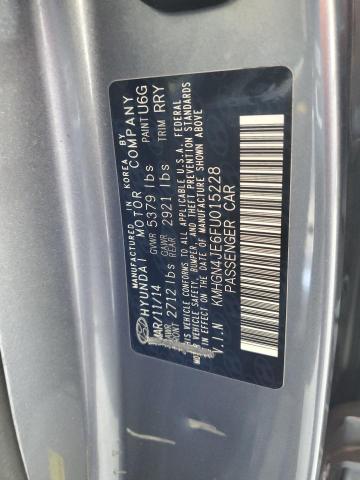 MANUFACTURED IN KOREA BY
HYUNDAI MOTOR COMPANY
MAR/11/14 GVWR 5379 lbs PAINT U6G
FRONT 2712 lbs GAWR REAR 2921 lbs TRIM RRY
THIS VEHICLE CONFORMS TO ALL APPLICABLE U.S.A. FEDERAL
MOTOR VEHICLE SAFETY, BUMPER, AND THEFT PREVENTION STANDARDS
IN EFFECT ON THE DATE OF MANUFACTURE SHOWN ABOVE.
V.I.N KMHGN4JE6FU015228
PASSENGER CAR